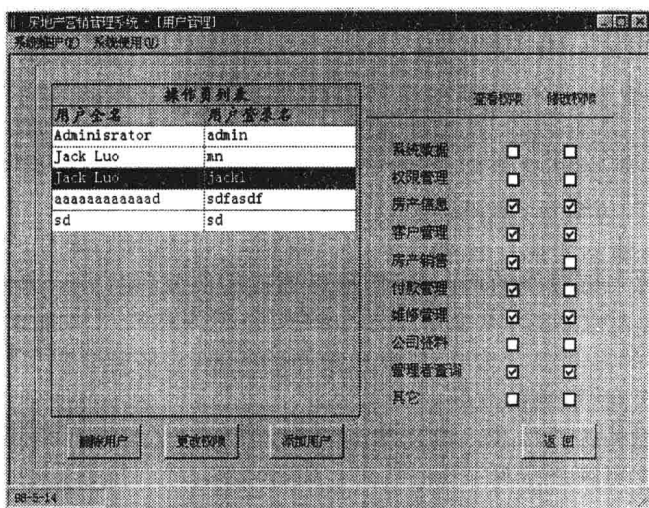 房地产营销管理系统 - [用户管理]
系统维护(Z) 系统使用(U)
操作员列表
用户全名 用户登录名
Adminisrator admin
Jack Luo mn
Jack Luo jackl
aaaaaaaaaaaad sdfasdf
sd sd
查看权限 修改权限
系统数据
权限管理
房产信息
客户管理
房产销售
付款管理
维修管理
公司资料
管理者查询
其它
删除用户 更改权限 添加用户 返回
98-5-14